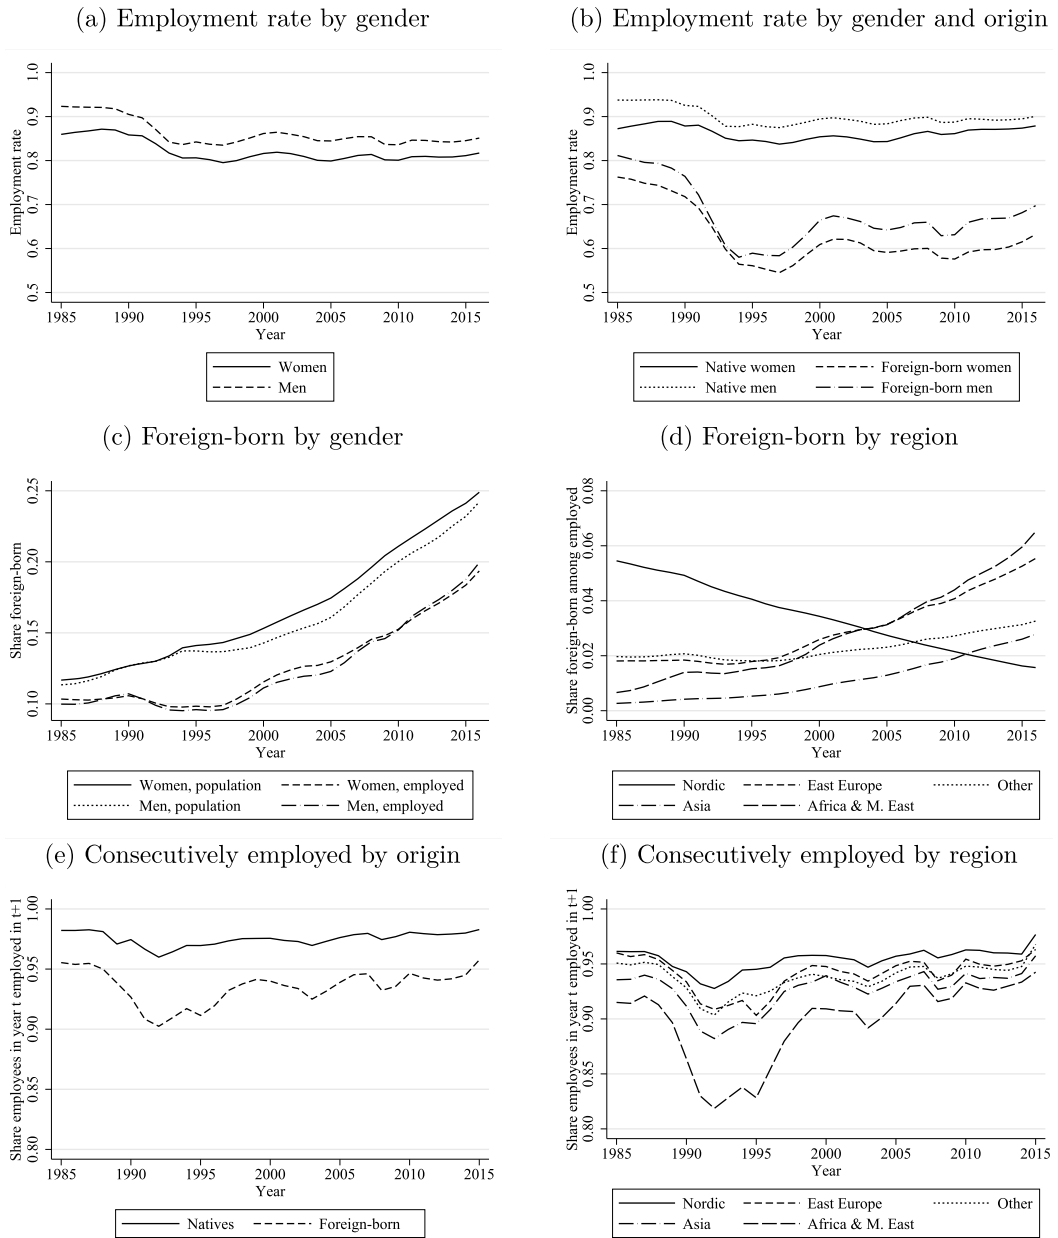 (a) Employment rate by gender
Employment rate
1.0
0.9
0.8
0.7
0.6
0.5
1985 1990 1995 2000 2005 2010 2015
Year
Women
Men
(b) Employment rate by gender and origin
Employment rate
1.0
0.9
0.8
0.7
0.6
0.5
1985 1990 1995 2000 2005 2010 2015
Year
Native women Foreign-born women
Native men Foreign-born men
(c) Foreign-born by gender
Share foreign-born
0.25
0.20
0.15
0.10
1985 1990 1995 2000 2005 2010 2015
Year
Women, population Women, employed
Men, population Men, employed
(d) Foreign-born by region
Share foreign-born among employed
0.08
0.06
0.04
0.02
0.00
1985 1990 1995 2000 2005 2010 2015
Year
Nordic East Europe Other
Asia Africa & M. East
(e) Consecutively employed by origin
Share employees in year t employed in t+1
1.00
0.95
0.90
0.85
0.80
1985 1990 1995 2000 2005 2010 2015
Year
Natives Foreign-born
(f) Consecutively employed by region
Share employees in year t employed in t+1
1.00
0.95
0.90
0.85
0.80
1985 1990 1995 2000 2005 2010 2015
Year
Nordic East Europe Other
Asia Africa & M. East